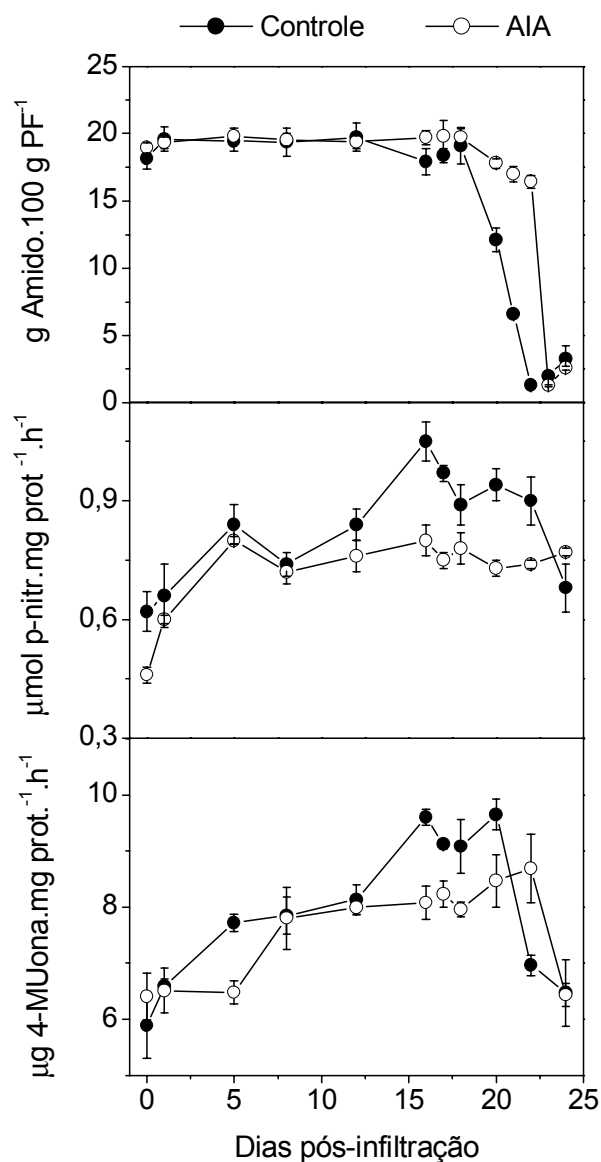 Controle AIA
25
20
15
10
5
0
g Amido.100 g PF⁻¹
0,9
0,6
0,3
µmol p-nitr.mg prot ⁻¹.h⁻¹
10
8
6
µg 4-MUona.mg prot.⁻¹.h⁻¹
0 5 10 15 20 25
Dias pós-infiltração